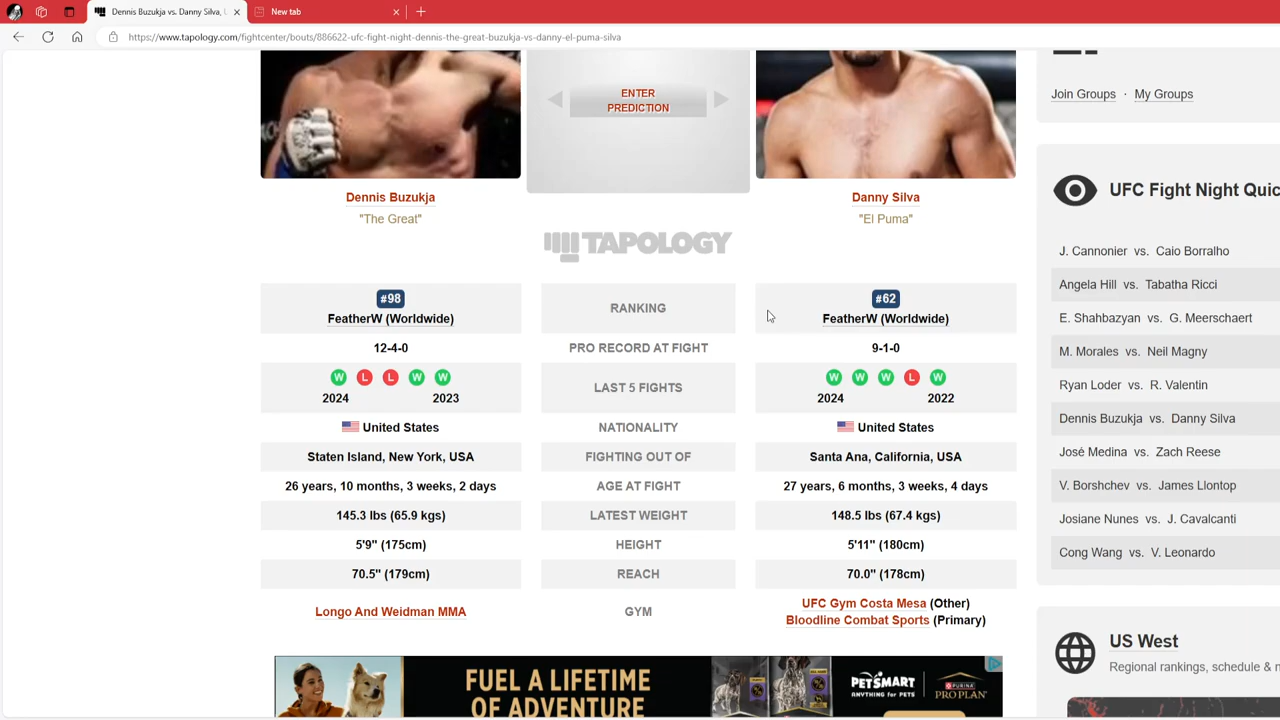 Dennis Buzukja vs. Danny Silva, U
New tab
https://www.tapology.com/fightcenter/bouts/886622-ufc-fight-night-dennis-the-great-buzukja-vs-danny-el-puma-silva
ENTER
PREDICTION
Join Groups · My Groups
Dennis Buzukja
"The Great"
Danny Silva
"El Puma"
TAPOLOGY
#98
FeatherW (Worldwide)
RANKING
#62
FeatherW (Worldwide)
12-4-0 PRO RECORD AT FIGHT 9-1-0
W L L W W
2024 2023
LAST 5 FIGHTS
W W W L W
2024 2022
United States NATIONALITY United States
Staten Island, New York, USA FIGHTING OUT OF Santa Ana, California, USA
26 years, 10 months, 3 weeks, 2 days AGE AT FIGHT 27 years, 6 months, 3 weeks, 4 days
145.3 lbs (65.9 kgs) LATEST WEIGHT 148.5 lbs (67.4 kgs)
5'9" (175cm) HEIGHT 5'11" (180cm)
70.5" (179cm) REACH 70.0" (178cm)
Longo And Weidman MMA GYM
UFC Gym Costa Mesa (Other)
Bloodline Combat Sports (Primary)
FUEL A LIFETIME
OF ADVENTURE
PETSMART
ANYTHING for PETS
PURINA
PRO PLAN
UFC Fight Night Quic
J. Cannonier vs. Caio Borralho
Angela Hill vs. Tabatha Ricci
E. Shahbazyan vs. G. Meerschaert
M. Morales vs. Neil Magny
Ryan Loder vs. R. Valentin
Dennis Buzukja vs. Danny Silva
José Medina vs. Zach Reese
V. Borshchev vs. James Llontop
Josiane Nunes vs. J. Cavalcanti
Cong Wang vs. V. Leonardo
US West
Regional rankings, schedule &